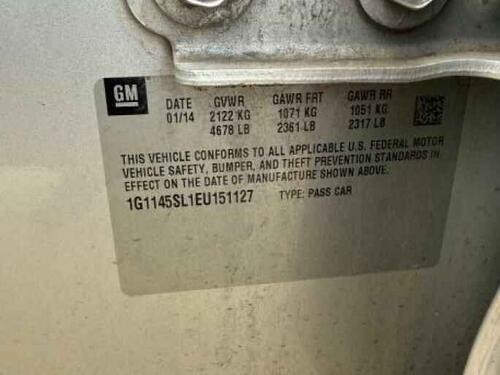 GM
DATE GVWR GAWR FRT GAWR RR
01/14 2122 KG 1071 KG 1051 KG
4678 LB 2361 LB 2317 LB
THIS VEHICLE CONFORMS TO ALL APPLICABLE U.S. FEDERAL MOTOR
VEHICLE SAFETY, BUMPER, AND THEFT PREVENTION STANDARDS IN
EFFECT ON THE DATE OF MANUFACTURE SHOWN ABOVE.
1G1145SL1EU151127 TYPE: PASS CAR